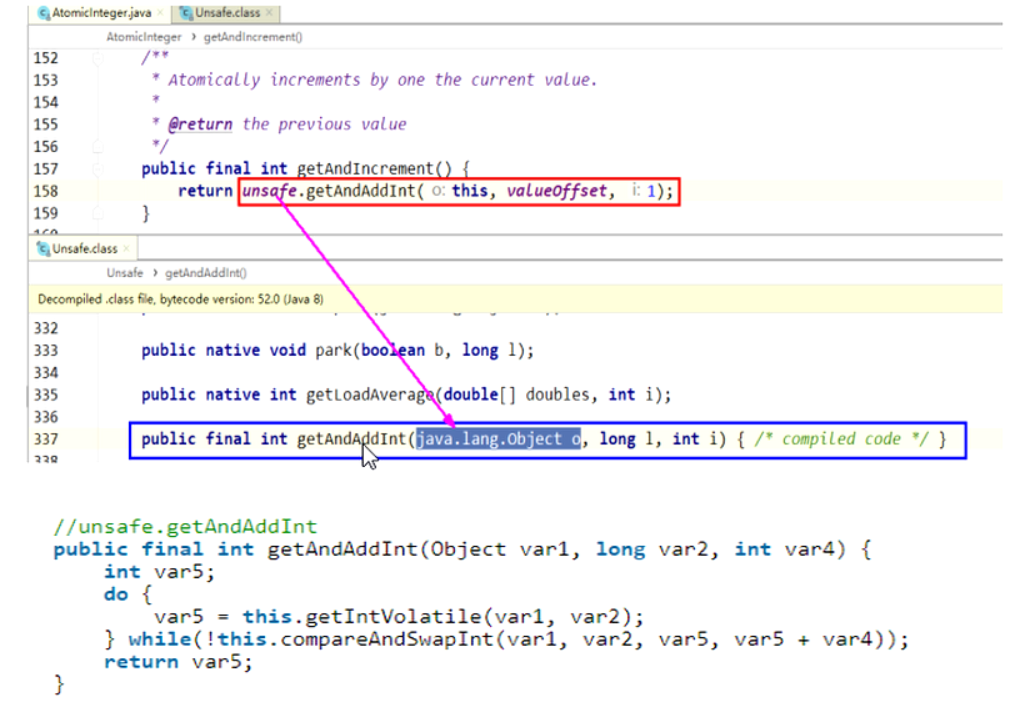 AtomicInteger.java × Unsafe.class ×
AtomicInteger › getAndIncrement()
152 /**
153 * Atomically increments by one the current value.
154 *
155 * @return the previous value
156 */
157 public final int getAndIncrement() {
158 return unsafe.getAndAddInt( o: this, valueOffset, i: 1);
159 }
Unsafe.class ×
Unsafe › getAndAddInt()
Decompiled .class file, bytecode version: 52.0 (Java 8)
332
333 public native void park(boolean b, long l);
334
335 public native int getLoadAverage(double[] doubles, int i);
336
337 public final int getAndAddInt(java.lang.Object o, long l, int i) { /* compiled code */ }
338
//unsafe.getAndAddInt
public final int getAndAddInt(Object var1, long var2, int var4) {
int var5;
do {
var5 = this.getIntVolatile(var1, var2);
} while(!this.compareAndSwapInt(var1, var2, var5, var5 + var4));
return var5;
}